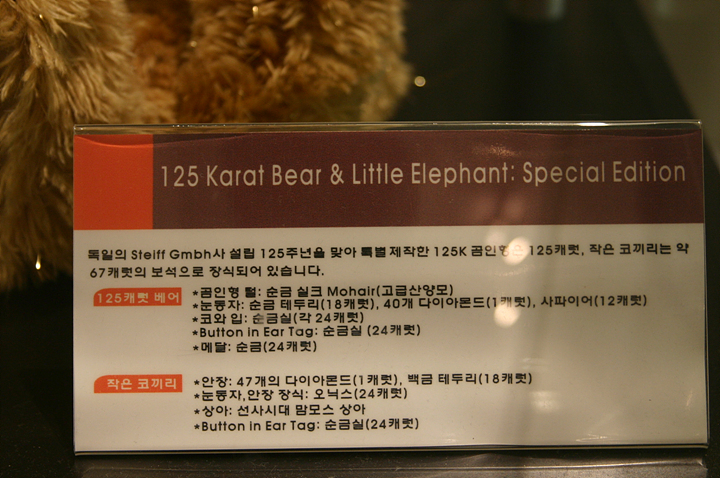 125 Karat Bear & Little Elephant: Special Edition
독일의 Steiff Gmbh사 설립 125주년을 맞아 특별 제작한 125K 곰인형은 125캐럿, 작은 코끼리는 약
67캐럿의 보석으로 장식되어 있습니다.
125캐럿 베어
*곰인형 털: 순금 실크 Mohair(고급산양모)
*눈동자: 순금 테두리(18캐럿), 40개 다이아몬드(1캐럿), 사파이어(12캐럿)
*코와 입: 순금실(각 24캐럿)
*Button in Ear Tag: 순금실 (24캐럿)
*메달: 순금(24캐럿)
작은 코끼리
*안장: 47개의 다이아몬드(1캐럿), 백금 테두리(18캐럿)
*눈동자,안장 장식: 오닉스(24캐럿)
*상아: 선사시대 맘모스 상아
*Button in Ear Tag: 순금실(24캐럿)